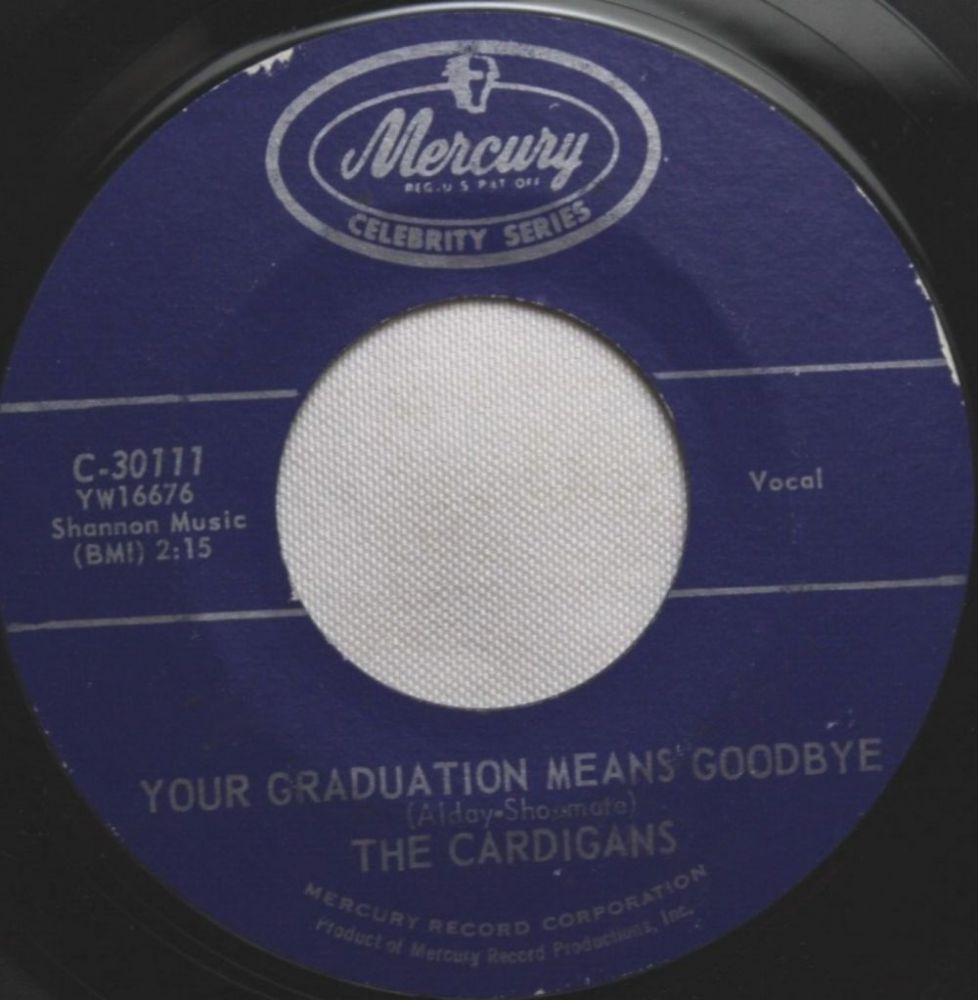 Mercury
REG. U S PAT OFF
CELEBRITY SERIES
C-30111
YW16676
Shannon Music
(BMI) 2:15
Vocal
YOUR GRADUATION MEANS GOODBYE
(Alday-Shoemate)
THE CARDIGANS
MERCURY RECORD CORPORATION
Product of Mercury Record Productions, Inc.